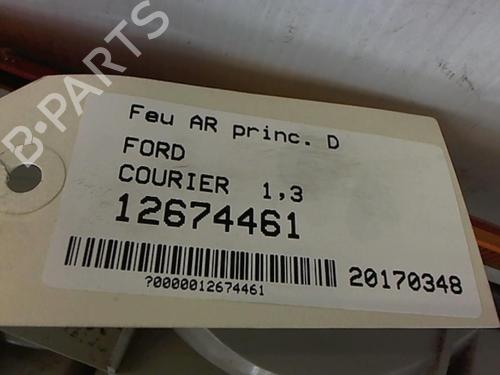 B-PARTS
Feu AR princ. D
FORD
COURIER 1,3
12674461
?0000012674461
20170348